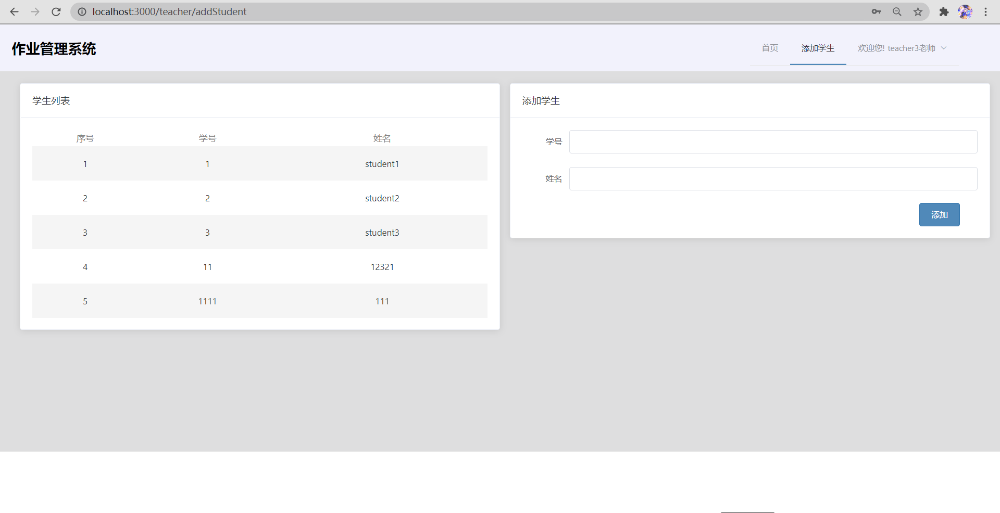 localhost:3000/teacher/addStudent
作业管理系统
首页 添加学生 欢迎您! teacher3老师
学生列表
序号 学号 姓名
1 1 student1
2 2 student2
3 3 student3
4 11 12321
5 1111 111
添加学生
学号
姓名
添加